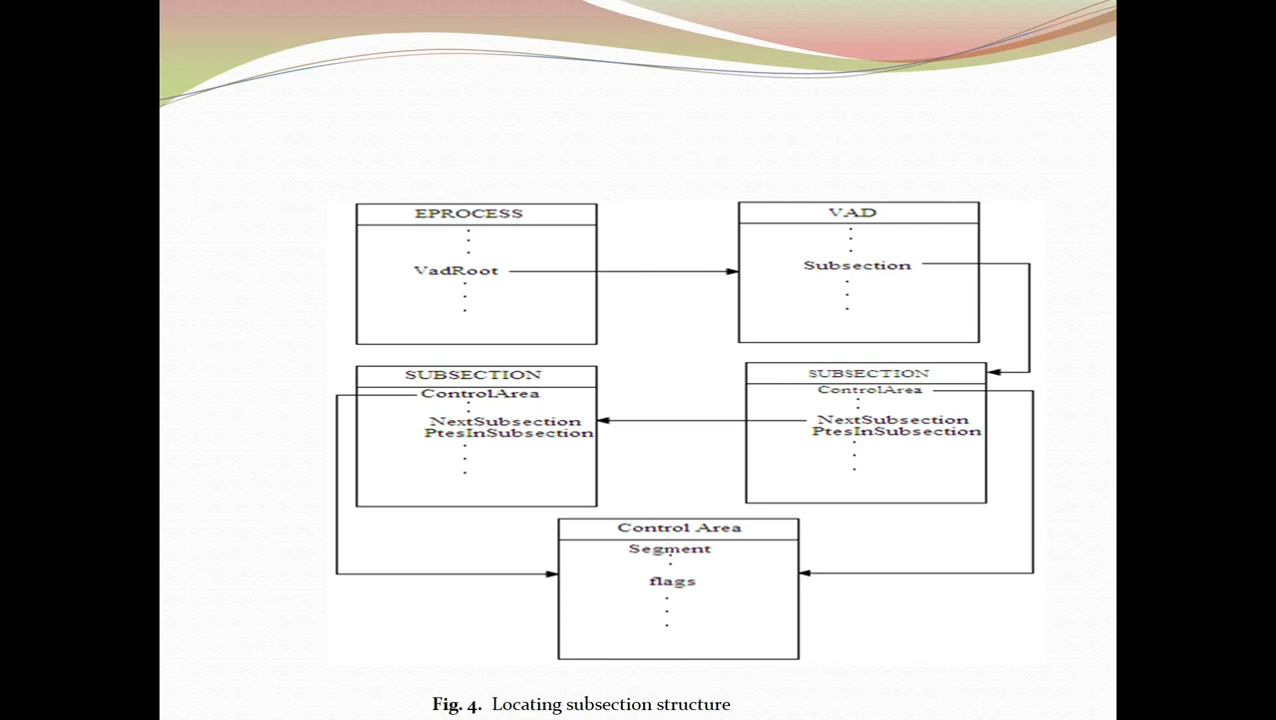 EPROCESS
VadRoot
VAD
Subsection
SUBSECTION
ControlArea
NextSubsection
PtesInSubsection
SUBSECTION
ControlArea
NextSubsection
PtesInSubsection
Control Area
Segment
flags
Fig. 4. Locating subsection structure